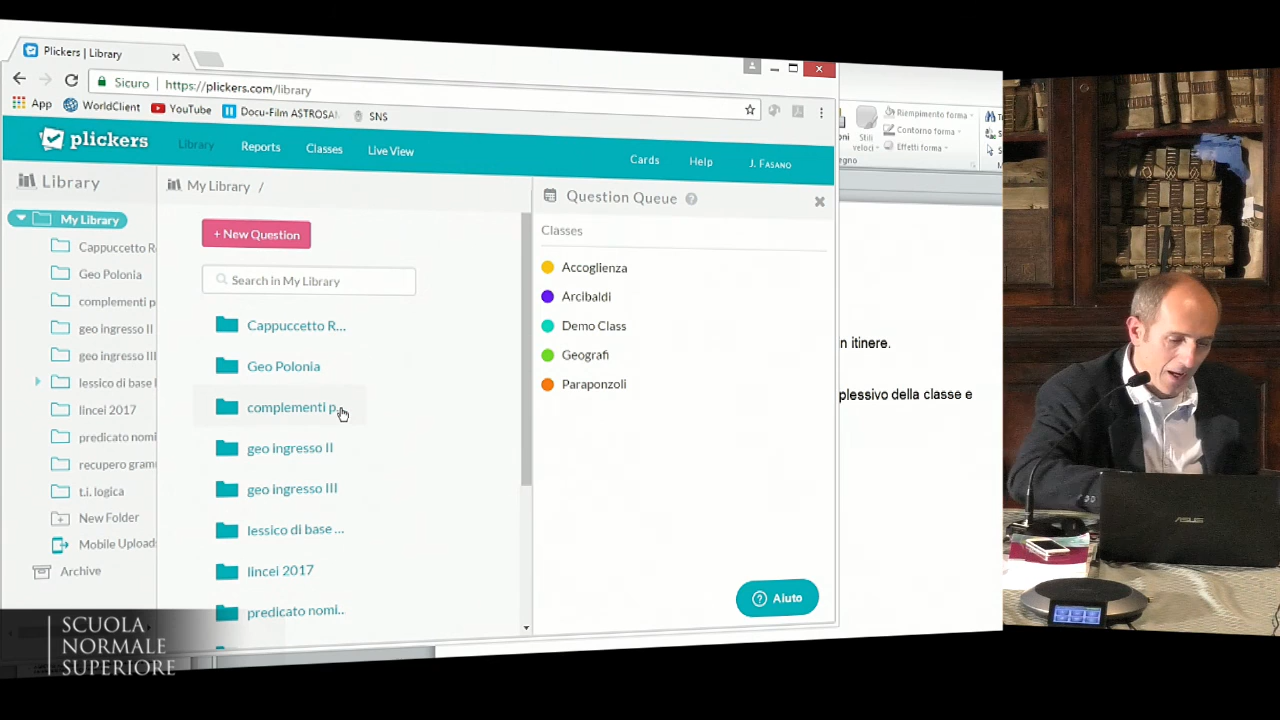 Plickers | Library
Sicuro https://plickers.com/library
App WorldClient YouTube Docu-Film ASTROSA SNS
plickers Library Reports Classes Live View Cards Help J. FASANO
Library
My Library
Cappuccetto R
Geo Polonia
complementi p
geo ingresso II
geo ingresso III
lessico di base l
lincei 2017
predicato nomi
recupero gram
t.i. logica
New Folder
Mobile Upload
Archive
My Library /
+ New Question
Search in My Library
Cappuccetto R...
Geo Polonia
complementi p...
geo ingresso II
geo ingresso III
lessico di base ...
lincei 2017
predicato nomi..
Question Queue ?
Classes
Accoglienza
Arcibaldi
Demo Class
Geografi
Paraponzoli
? Aiuto
Stili
veloci
Riempimento forma
Contorno forma
Effetti forma
n itinere.
plessivo della classe e
ASUS
SCUOLA
NORMALE
SUPERIORE